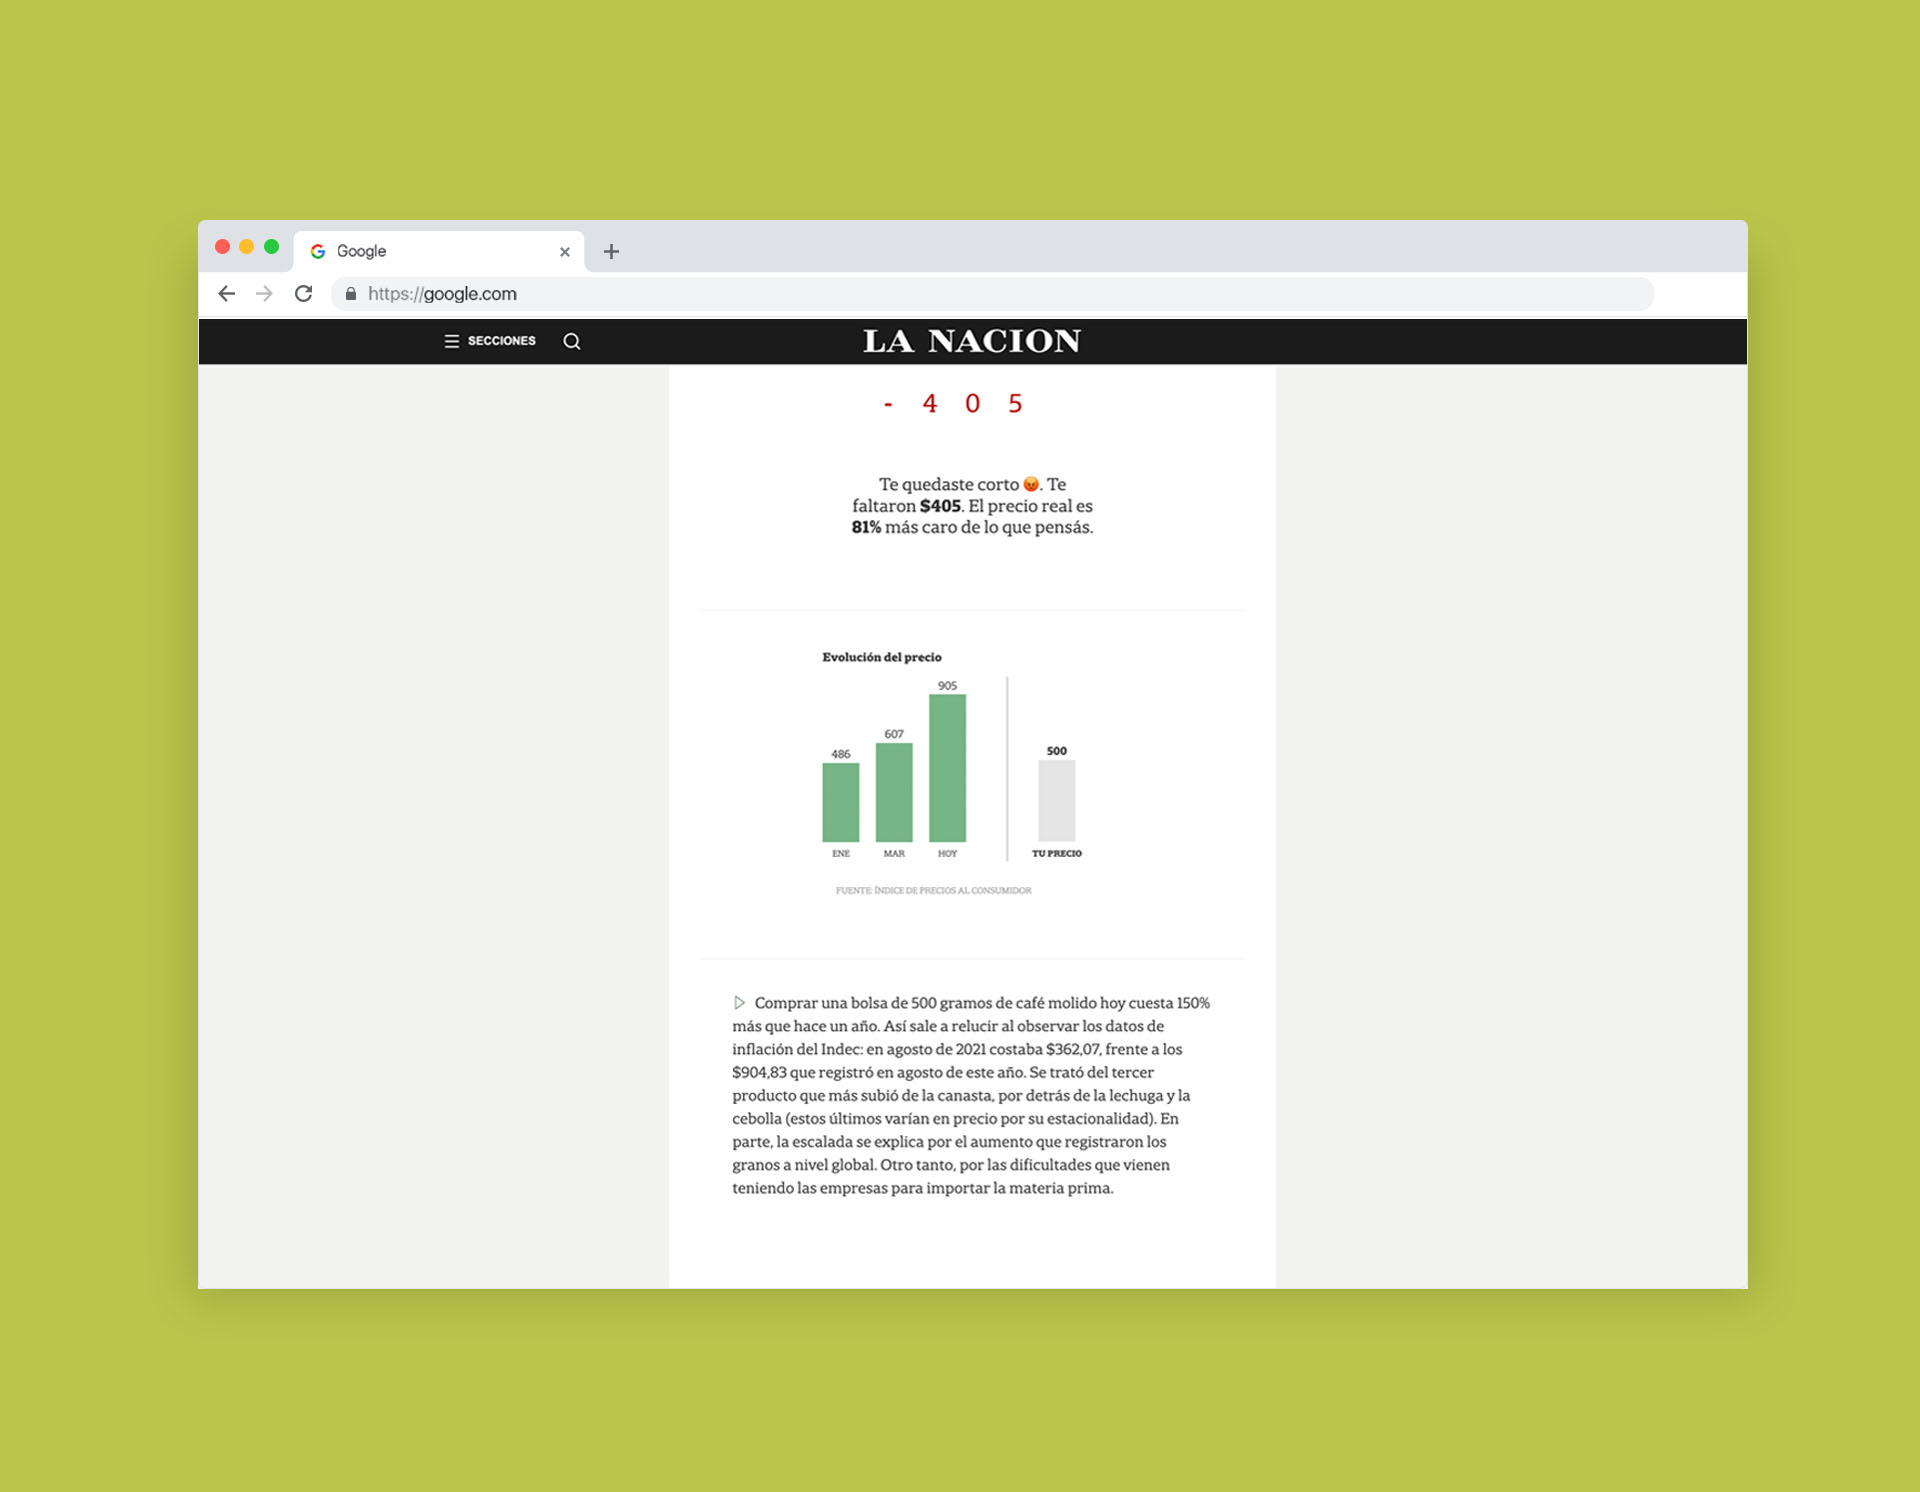 Google
https://google.com
SECCIONES
LA NACION
- 4 0 5
Te quedaste corto 😡. Te
faltaron $405. El precio real es
81% más caro de lo que pensás.
Evolución del precio
905
607
486
500
ENE MAR HOY TU PRECIO
FUENTE: ÍNDICE DE PRECIOS AL CONSUMIDOR
Comprar una bolsa de 500 gramos de café molido hoy cuesta 150%
más que hace un año. Así sale a relucir al observar los datos de
inflación del Indec: en agosto de 2021 costaba $362,07, frente a los
$904,83 que registró en agosto de este año. Se trató del tercer
producto que más subió de la canasta, por detrás de la lechuga y la
cebolla (estos últimos varían en precio por su estacionalidad). En
parte, la escalada se explica por el aumento que registraron los
granos a nivel global. Otro tanto, por las dificultades que vienen
teniendo las empresas para importar la materia prima.